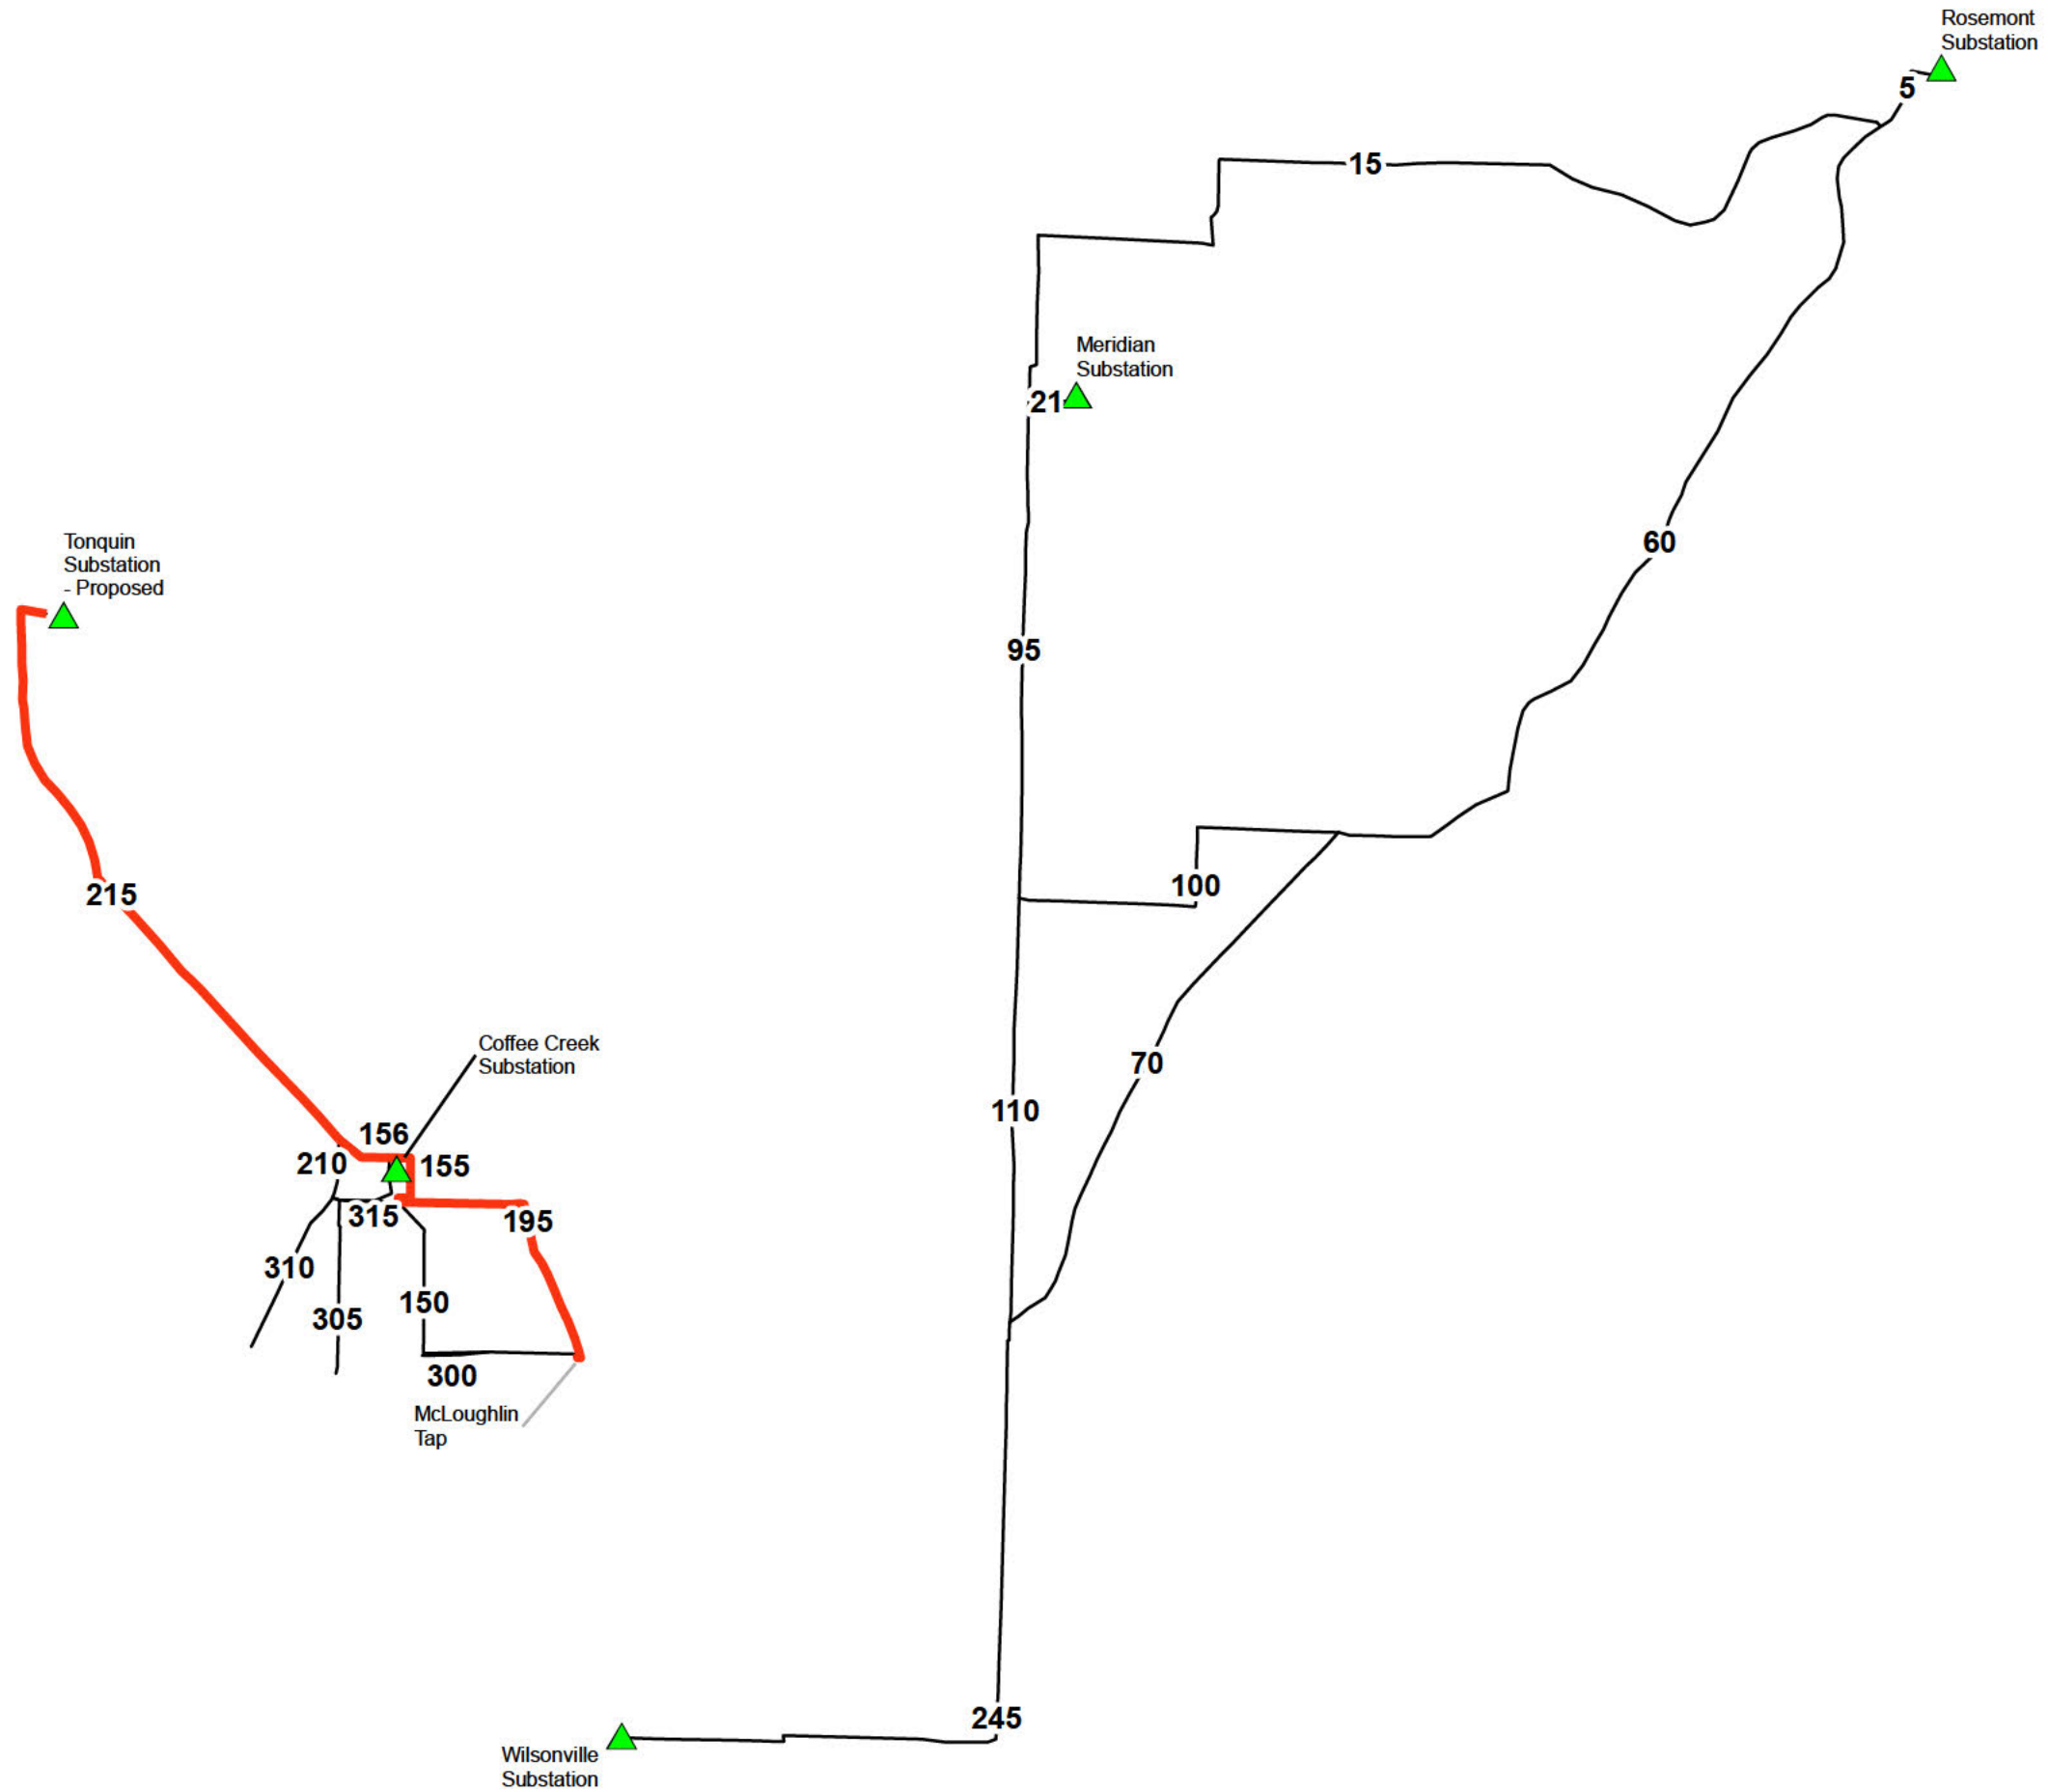 Rosemont
Substation
5
15
Meridian
Substation
21
Tonquin
Substation
- Proposed
60
95
100
215
Coffee Creek
Substation
70
110
156
210
155
315
195
310
150
305
300
McLoughlin
Tap
245
Wilsonville
Substation